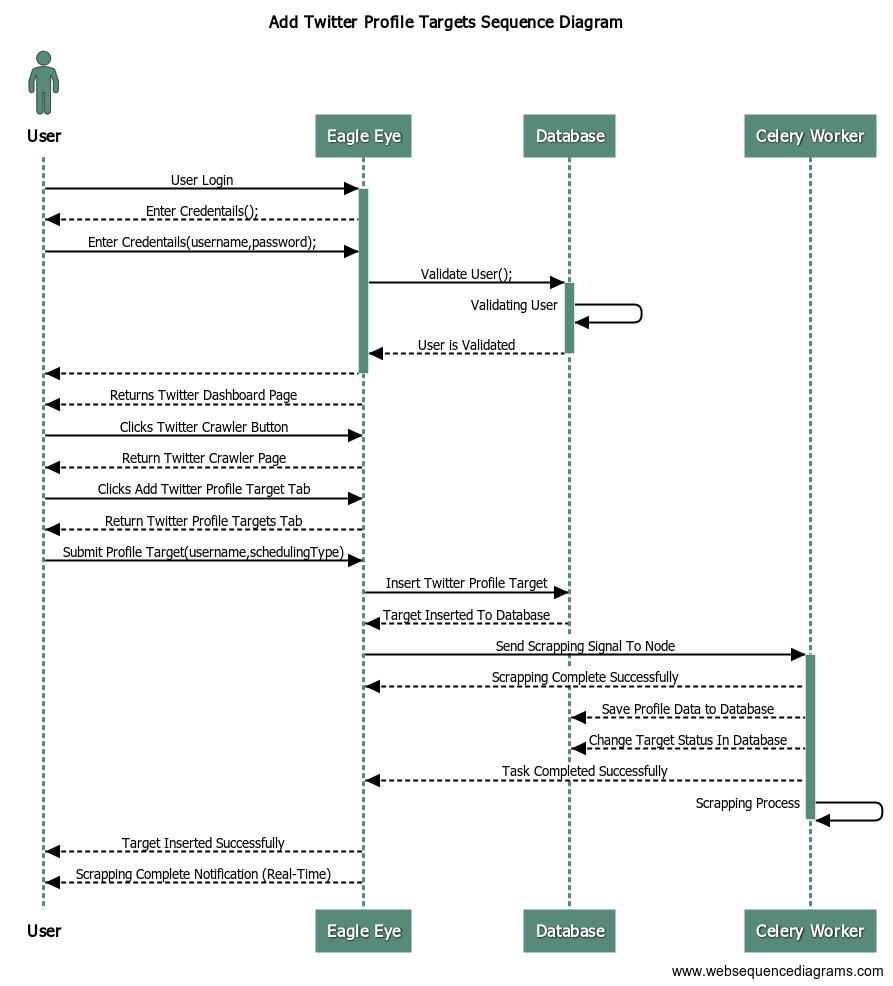 Add Twitter Profile Targets Sequence Diagram
User
Eagle Eye
Database
Celery Worker
User Login
Enter Credentails();
Enter Credentails(username,password);
Validate User();
Validating User
User is Validated
Returns Twitter Dashboard Page
Clicks Twitter Crawler Button
Return Twitter Crawler Page
Clicks Add Twitter Profile Target Tab
Return Twitter Profile Targets Tab
Submit Profile Target(username,schedulingType)
Insert Twitter Profile Target
Target Inserted To Database
Send Scrapping Signal To Node
Scrapping Complete Successfully
Save Profile Data to Database
Change Target Status In Database
Task Completed Successfully
Scrapping Process
Target Inserted Successfully
Scrapping Complete Notification (Real-Time)
User
Eagle Eye
Database
Celery Worker
www.websequencediagrams.com